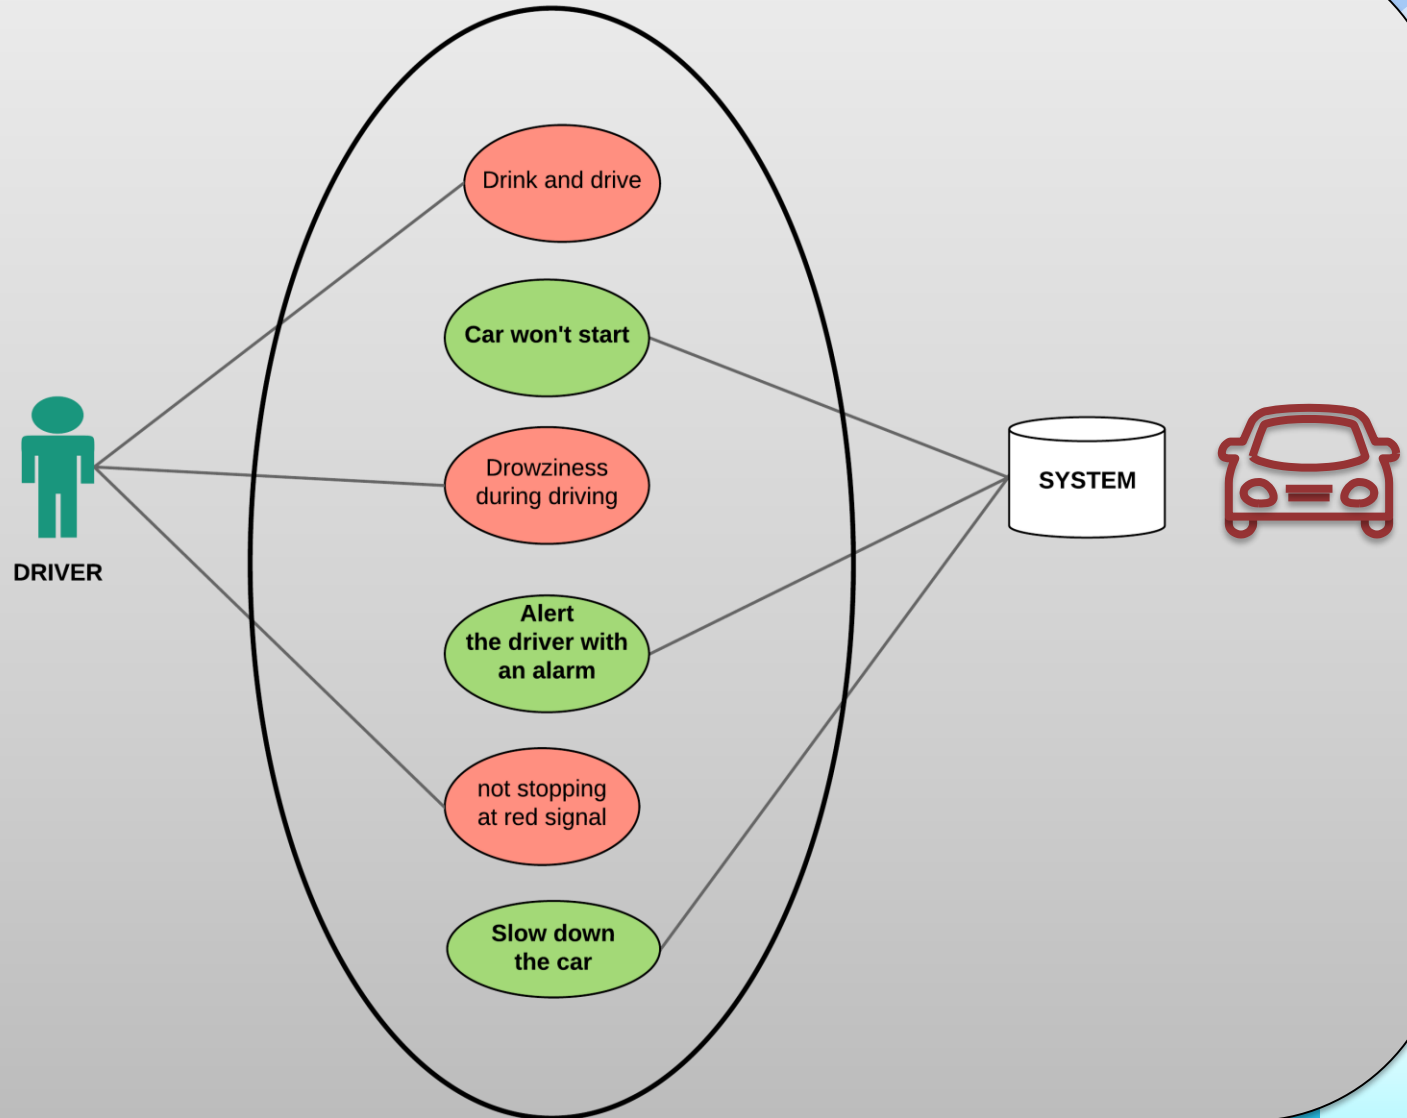 Drink and drive
Car won't start
Drowziness
during driving
DRIVER
SYSTEM
Alert
the driver with
an alarm
not stopping
at red signal
Slow down
the car